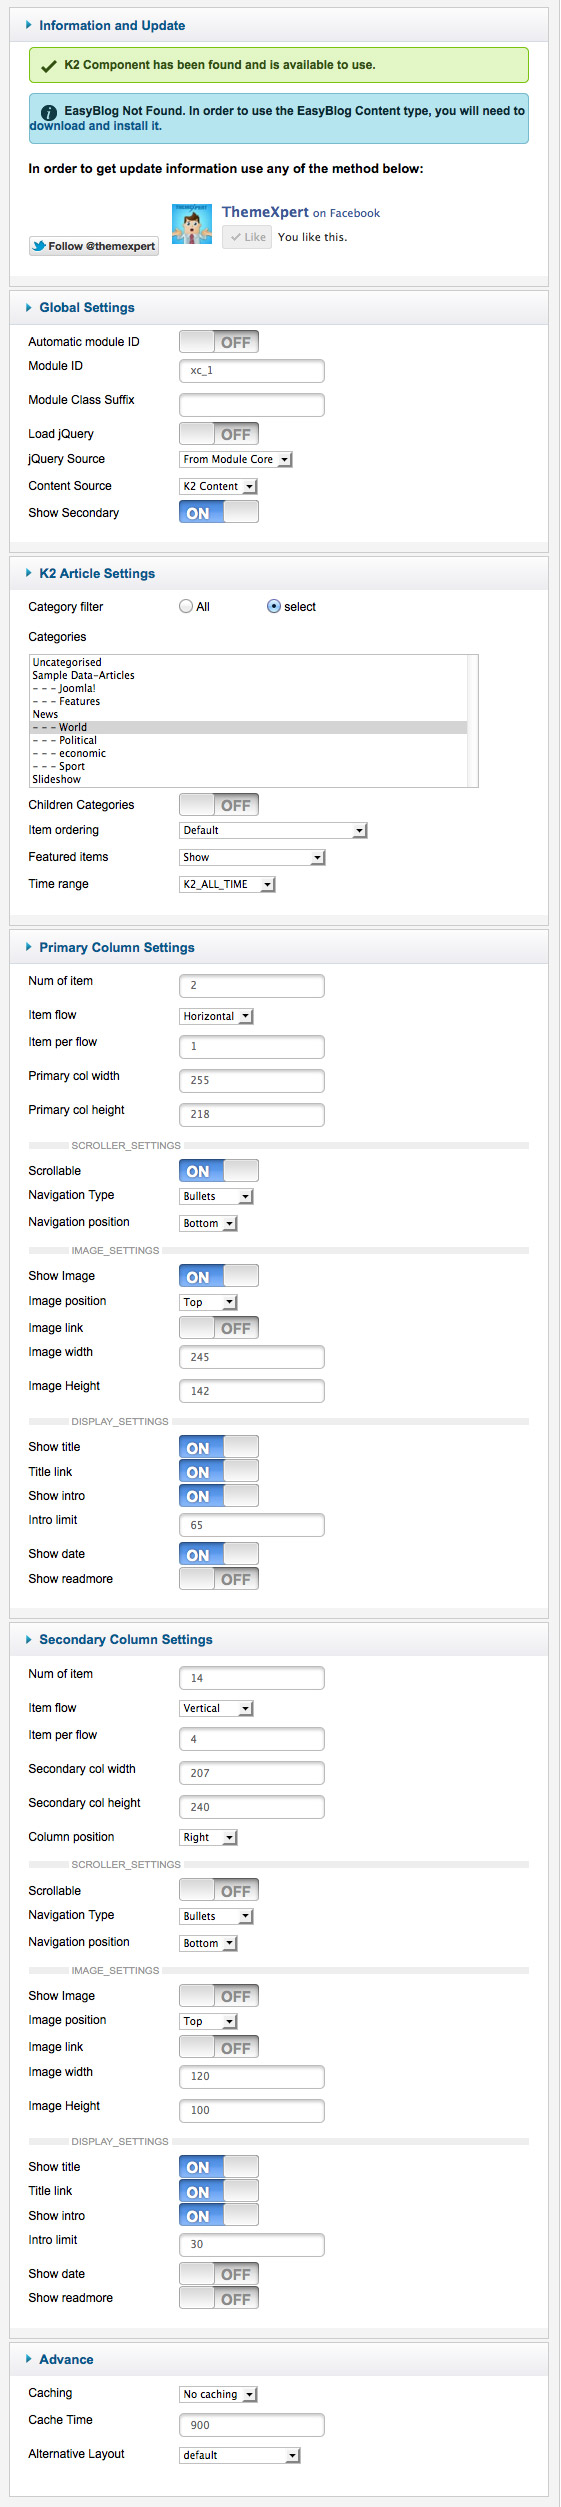 Information and Update
K2 Component has been found and is available to use.
EasyBlog Not Found. In order to use the EasyBlog Content type, you will need to
download and install it.
In order to get update information use any of the method below:
THEMEXPERT
ThemeXpert on Facebook
Like You like this.
Follow @themexpert
Global Settings
Automatic module ID OFF
Module ID xc_1
Module Class Suffix
Load jQuery OFF
jQuery Source From Module Core
Content Source K2 Content
Show Secondary ON
K2 Article Settings
Category filter All select
Categories
Uncategorised
Sample Data-Articles
- - - Joomla!
- - - Features
News
- - - World
- - - Political
- - - economic
- - - Sport
Slideshow
Children Categories OFF
Item ordering Default
Featured items Show
Time range K2_ALL_TIME
Primary Column Settings
Num of item 2
Item flow Horizontal
Item per flow 1
Primary col width 255
Primary col height 218
SCROLLER_SETTINGS
Scrollable ON
Navigation Type Bullets
Navigation position Bottom
IMAGE_SETTINGS
Show Image ON
Image position Top
Image link OFF
Image width 245
Image Height 142
DISPLAY_SETTINGS
Show title ON
Title link ON
Show intro ON
Intro limit 65
Show date ON
Show readmore OFF
Secondary Column Settings
Num of item 14
Item flow Vertical
Item per flow 4
Secondary col width 207
Secondary col height 240
Column position Right
SCROLLER_SETTINGS
Scrollable OFF
Navigation Type Bullets
Navigation position Bottom
IMAGE_SETTINGS
Show Image OFF
Image position Top
Image link OFF
Image width 120
Image Height 100
DISPLAY_SETTINGS
Show title ON
Title link ON
Show intro ON
Intro limit 30
Show date OFF
Show readmore OFF
Advance
Caching No caching
Cache Time 900
Alternative Layout default